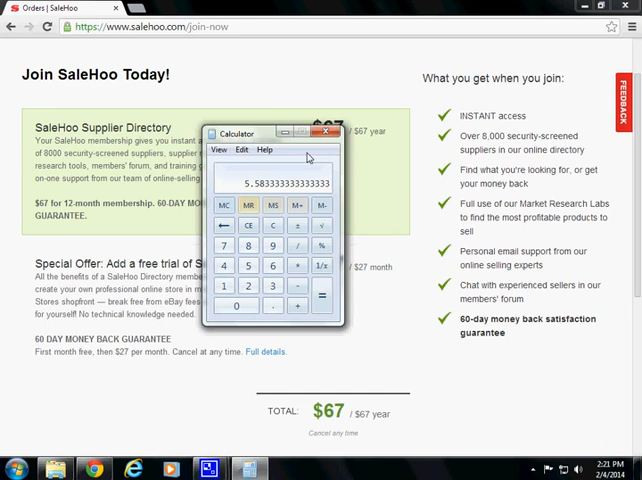 Orders | SaleHoo
https://www.salehoo.com/join-now
Join SaleHoo Today!
SaleHoo Supplier Directory
$67 / $67 year
Your SaleHoo membership gives you instant a
of 8000 security-screened suppliers, supplier
research tools, members' forum, and training
on-one support from our team of online-selling
$67 for 12-month membership. 60-DAY MO
GUARANTEE.
Special Offer: Add a free trial of S
/ $27 month
All the benefits of a SaleHoo Directory membe
create your own professional online store in m
Stores shopfront — break free from eBay fees
for yourself! No technical knowledge needed.
60 DAY MONEY BACK GUARANTEE
First month free, then $27 per month. Cancel at any time. Full details.
TOTAL: $67 / $67 year
Cancel any time
Calculator
View Edit Help
5.583333333333333
MC MR MS M+ M-
← CE C ± √
7 8 9 / %
4 5 6 * 1/x
1 2 3 - =
0 . +
What you get when you join:
INSTANT access
Over 8,000 security-screened
suppliers in our online directory
Find what you're looking for, or get
your money back
Full use of our Market Research Labs
to find the most profitable products to
sell
Personal email support from our
online selling experts
Chat with experienced sellers in our
members' forum
60-day money back satisfaction
guarantee
FEEDBACK
2:21 PM
2/4/2014